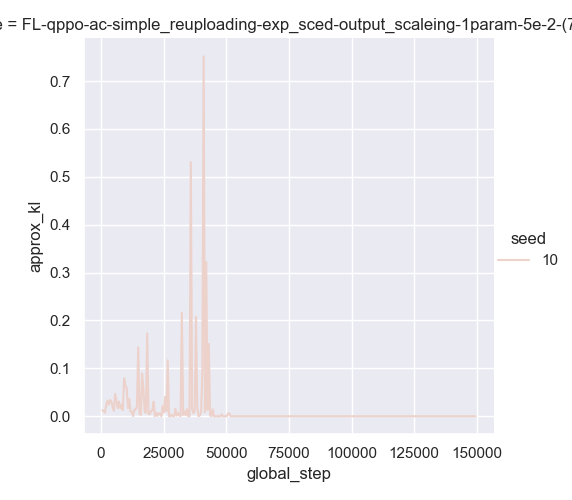 e = FL-qppo-ac-simple_reuploading-exp_sced-output_scaleing-1param-5e-2-(7
0.7
0.6
0.5
0.4
0.3
0.2
0.1
0.0
approx_kl
seed
10
0 25000 50000 75000 100000 125000 150000
global_step